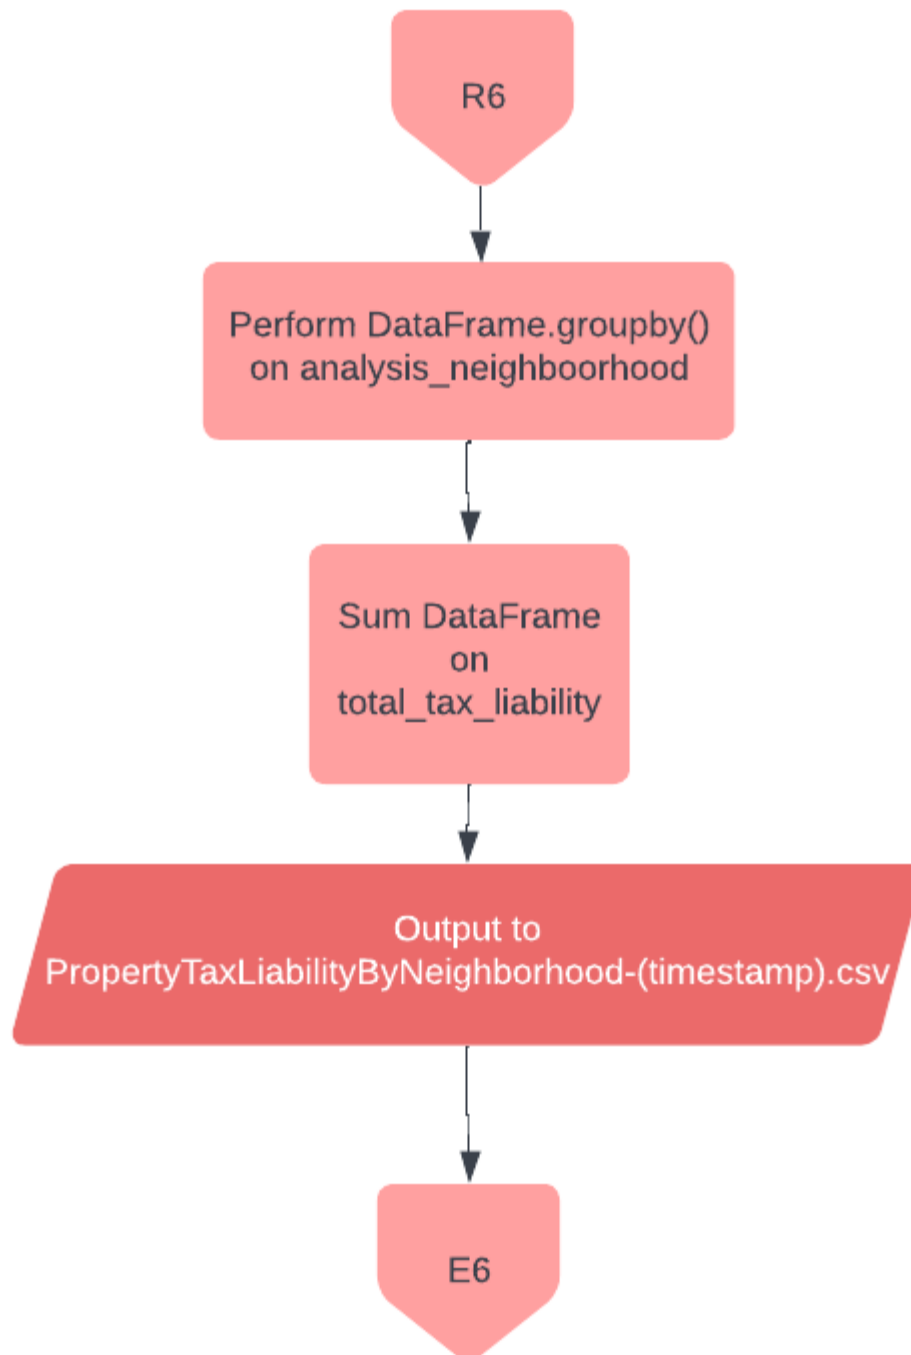 R6
Perform DataFrame.groupby()
on analysis_neighboorhood
Sum DataFrame
on
total_tax_liability
Output to
PropertyTaxLiabilityByNeighborhood-(timestamp).csv
E6